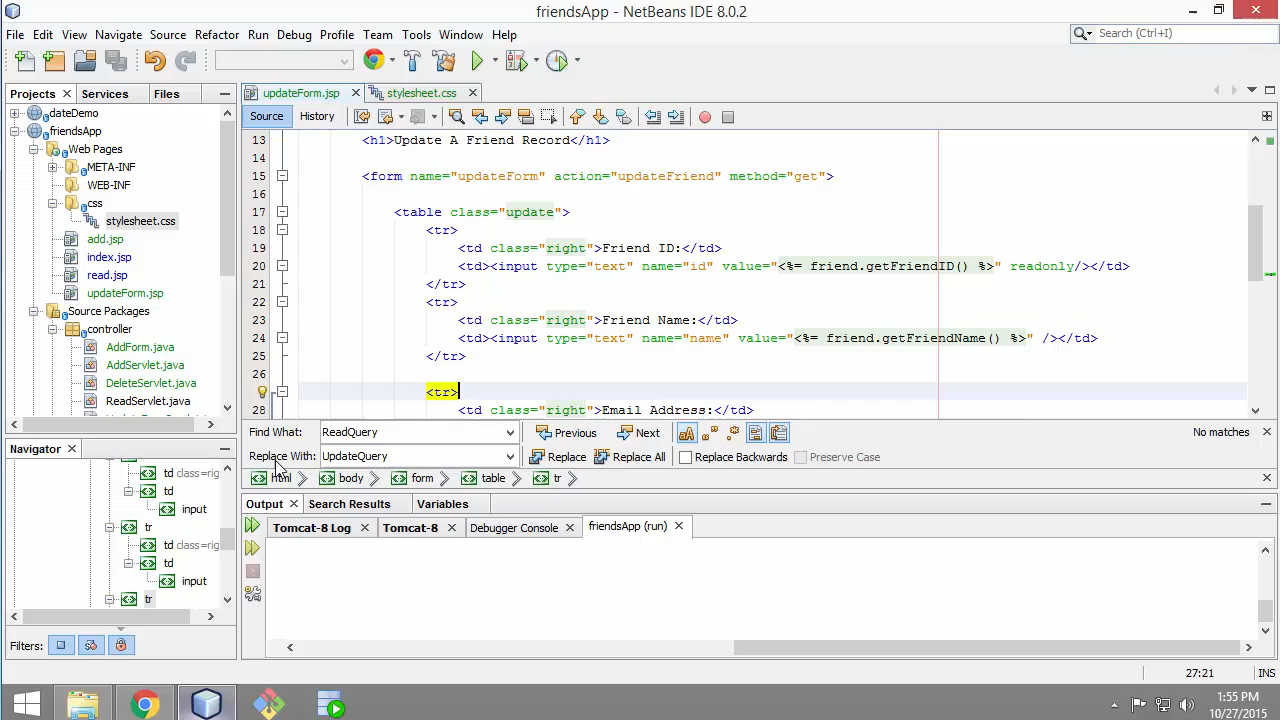 friendsApp - NetBeans IDE 8.0.2
File Edit View Navigate Source Refactor Run Debug Profile Team Tools Window Help
Search (Ctrl+I)
Projects Services Files
updateForm.jsp stylesheet.css
Source History
dateDemo
friendsApp
Web Pages
META-INF
WEB-INF
css
stylesheet.css
add.jsp
index.jsp
read.jsp
updateForm.jsp
Source Packages
controller
AddForm.java
AddServlet.java
DeleteServlet.java
ReadServlet.java
13 <h1>Update A Friend Record</h1>
14
15 <form name="updateForm" action="updateFriend" method="get">
16
17 <table class="update">
18 <tr>
19 <td class="right">Friend ID:</td>
20 <td><input type="text" name="id" value="<%= friend.getFriendID() %>" readonly/></td>
21 </tr>
22 <tr>
23 <td class="right">Friend Name:</td>
24 <td><input type="text" name="name" value="<%= friend.getFriendName() %>" /></td>
25 </tr>
26
<tr>
28 <td class="right">Email Address:</td>
Find What: ReadQuery Previous Next No matches
Replace With: UpdateQuery Replace Replace All Replace Backwards Preserve Case
html body form table tr
Navigator
td class=rig
td
input
tr
td class=rig
td
input
tr
Filters:
Output Search Results Variables
Tomcat-8 Log Tomcat-8 Debugger Console friendsApp (run)
27:21 INS
1:55 PM
10/27/2015